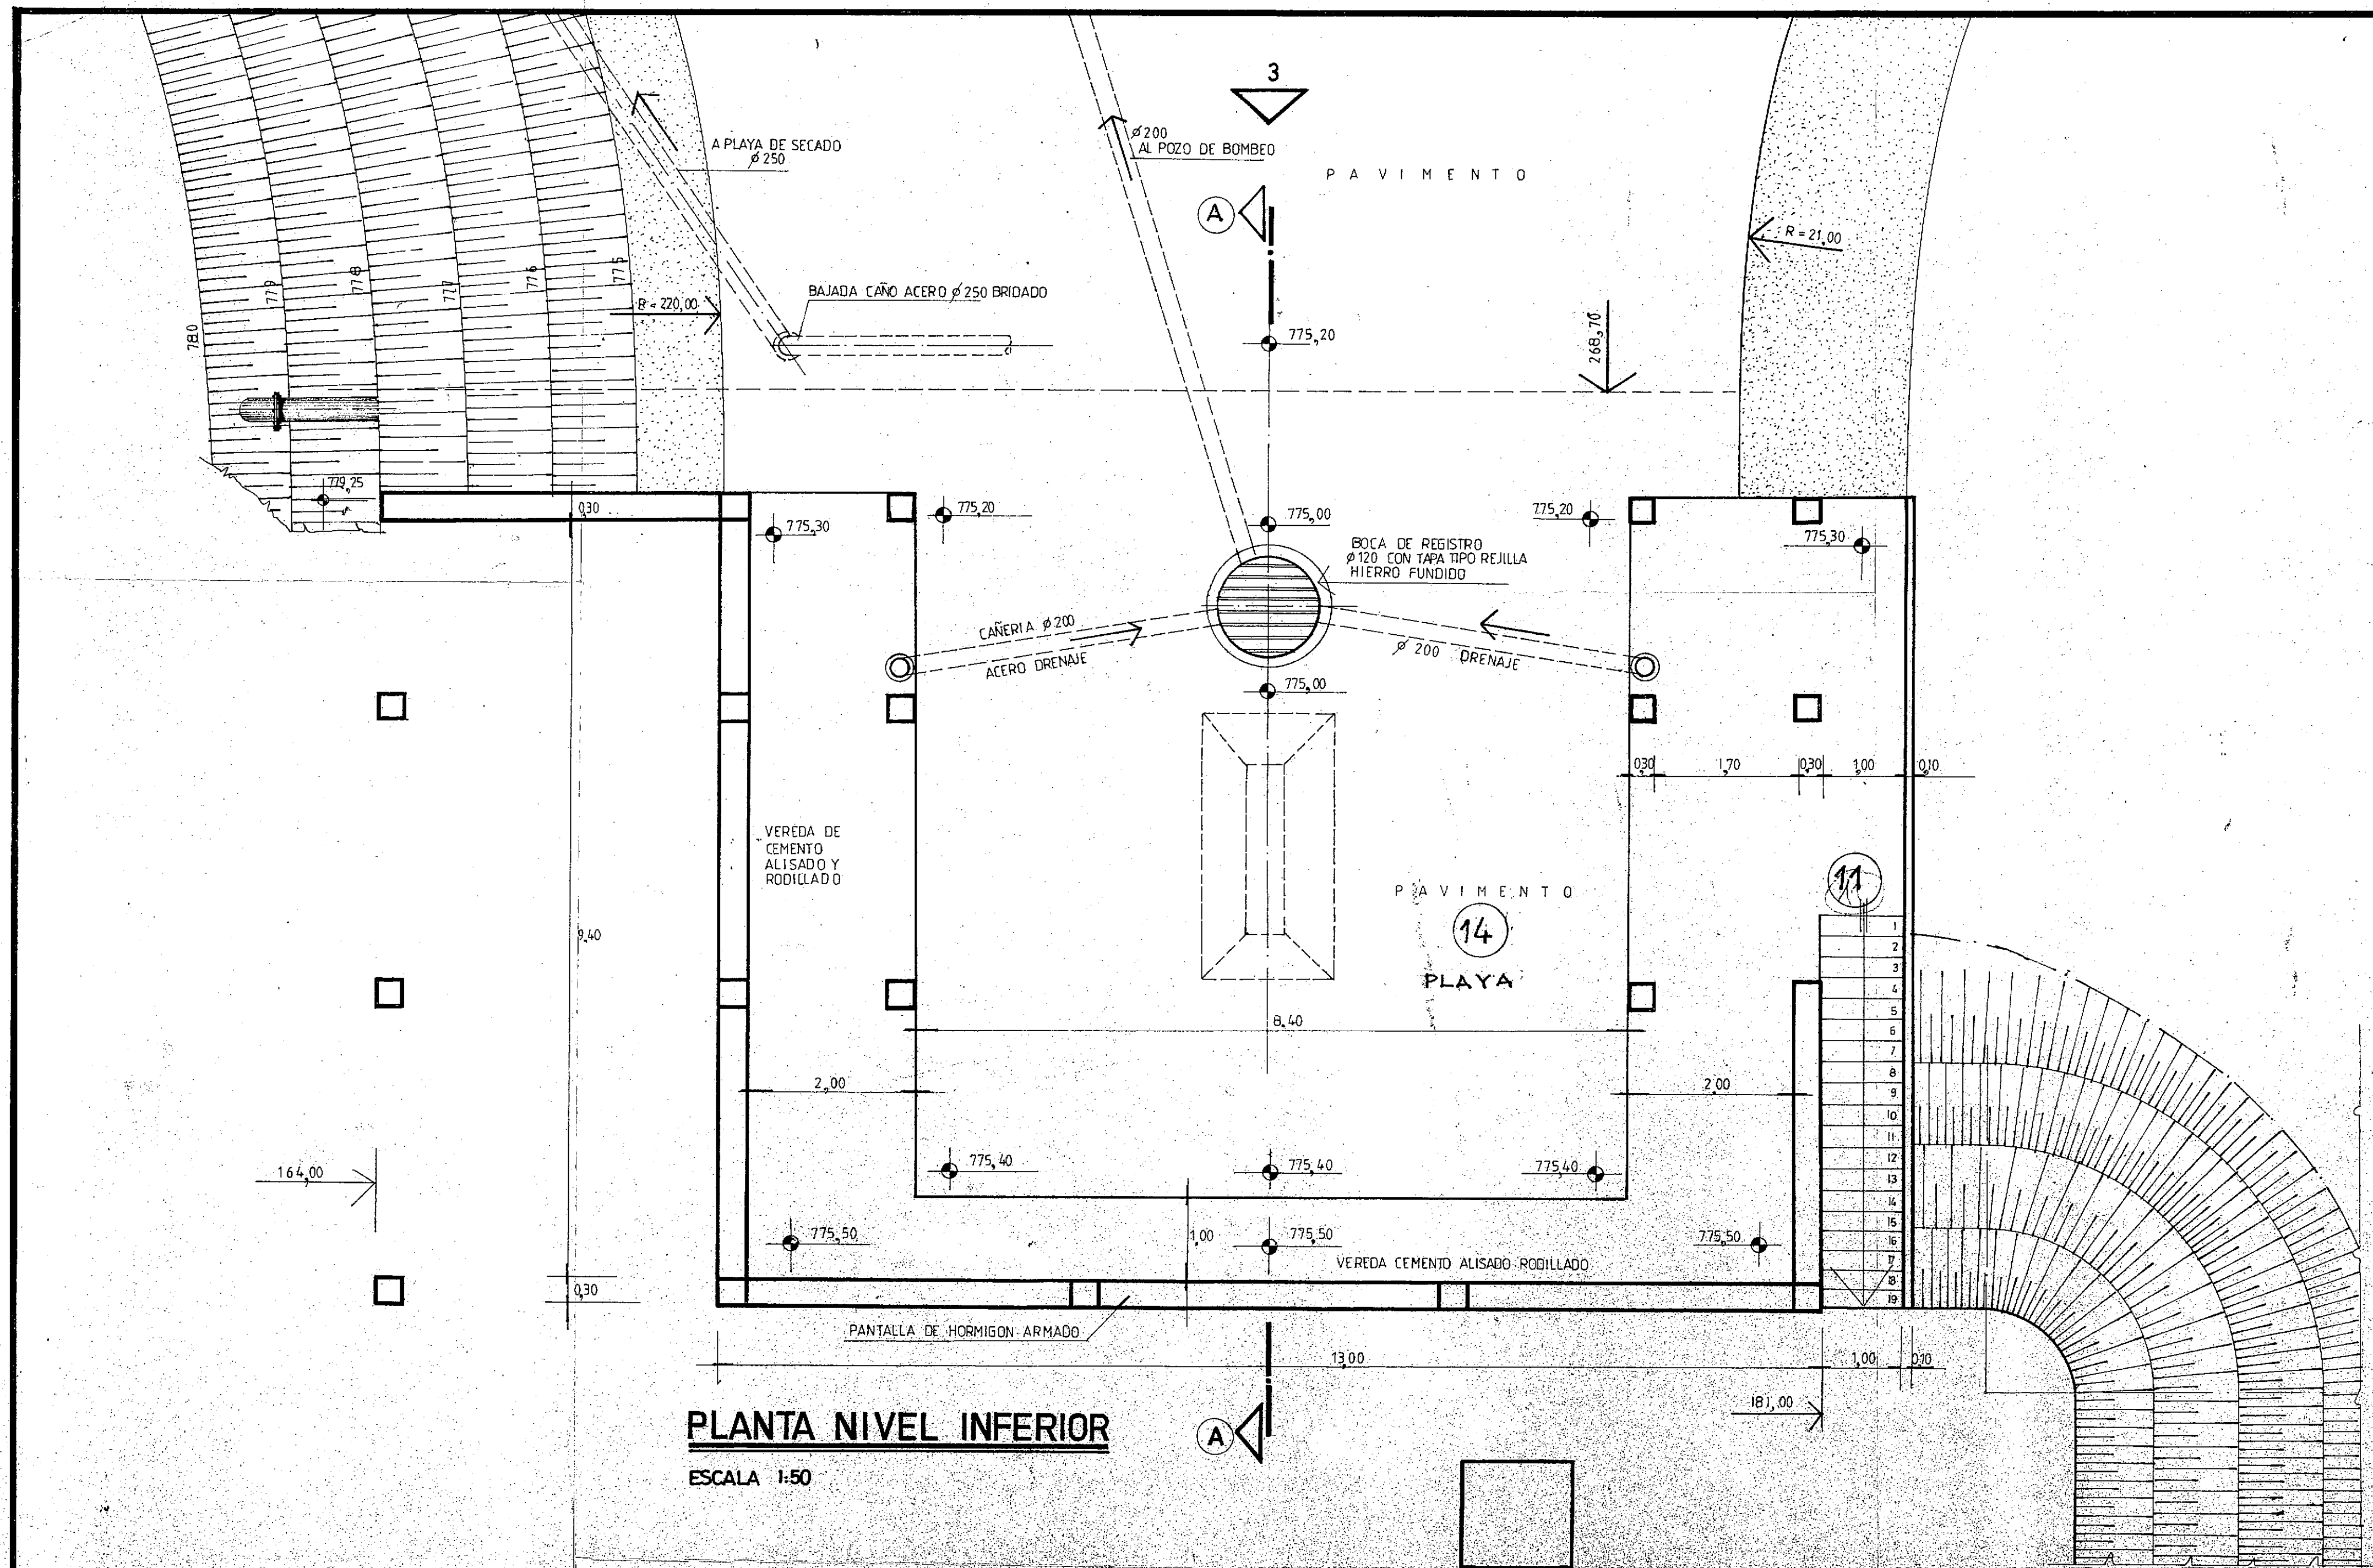 3
A PLAYA DE SECADO
ø 250
ø 200
AL POZO DE BOMBEO
P A V I M E N T O
A
R = 21,00
775
776
777
778
779
780
BAJADA CAÑO ACERO ø 250 BRIDADO
R = 220,00
775,20
268,70
779,25
0,30
775,30
775,20
775,00
775,20
775,30
BOCA DE REGISTRO
ø 120 CON TAPA TIPO REJILLA
HIERRO FUNDIDO
CAÑERIA ø 200
ACERO DRENAJE
ø 200 DRENAJE
775,00
0,30
1,70
0,30
1,00
0,10
VEREDA DE
CEMENTO
ALISADO Y
RODILLADO
P A V I M E N T O
14
PLAYA
11
9,40
1
2
3
4
5
6
7
8
9
10
11
12
13
14
15
16
17
18
19
8,40
2,00
2,00
775,40
775,40
775,40
164,00
775,50
1,00
775,50
775,50
VEREDA CEMENTO ALISADO RODILLADO
0,30
PANTALLA DE HORMIGON ARMADO
13,00
1,00
0,10
181,00
PLANTA NIVEL INFERIOR
A
ESCALA 1:50